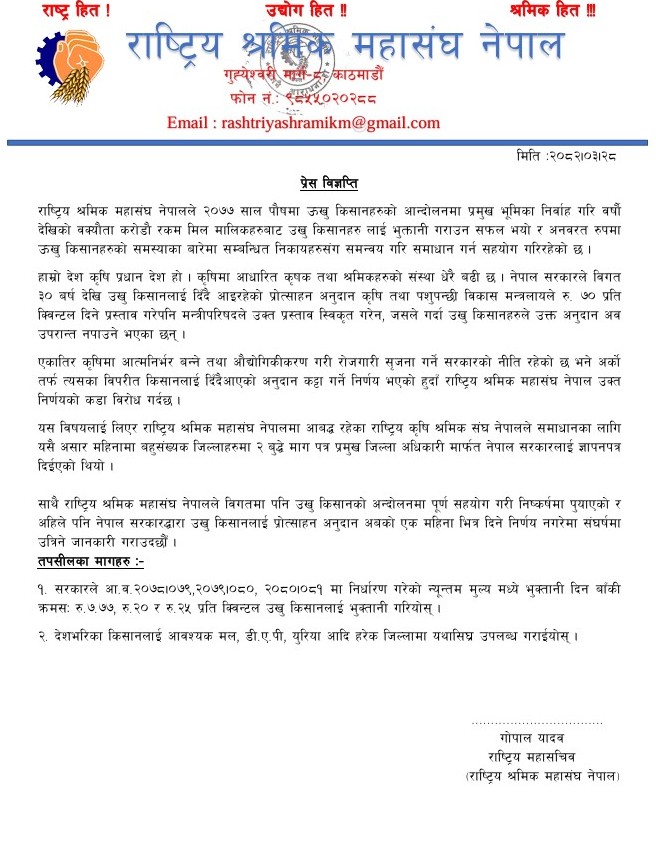 राष्ट्र हित ! उद्योग हित !! श्रमिक हित !!!
राष्ट्रिय श्रमिक महासंघ नेपाल
गुह्येश्वरी मार्ग-८, काठमाडौं
फोन नं.: ९८५५०२०२८८
Email : rashtriyashramikm@gmail.com
मिति :२०८२।०३।२८
प्रेस विज्ञप्ति
राष्ट्रिय श्रमिक महासंघ नेपालले २०७७ साल पौषमा ऊखु किसानहरुको आन्दोलनमा प्रमुख भूमिका निर्वाह गरि वर्षौ
देखिको वक्यौता करोडौ रकम मिल मालिकहरुबाट उखु किसानहरु लाई भुक्तानी गराउन सफल भयो र अनवरत रुपमा
ऊखु किसानहरुको समस्याका बारेमा सम्बन्धित निकायहरुसंग समन्वय गरि समाधान गर्न सहयोग गरिरहेको छ ।
हाम्रो देश कृषि प्रधान देश हो । कृषिमा आधारित कृषक तथा श्रमिकहरुको संस्था धेरै बढी छ । नेपाल सरकारले विगत
३० बर्ष देखि उखु किसानलाई दिँदै आइरहेको प्रोत्साहन अनुदान कृषि तथा पशुपन्छी विकास मन्त्रलायले रु. ७० प्रति
क्विन्टल दिने प्रस्ताव गरेपनि मन्त्रीपरिषदले उक्त प्रस्ताव स्विकृत गरेन, जसले गर्दा उखु किसानहरुले उक्त अनुदान अब
उपरान्त नपाउने भएका छन् ।
एकातिर कृषिमा आत्मनिर्भर बन्ने तथा औद्योगिकीकरण गरी रोजगारी सृजना गर्ने सरकारको नीति रहेको छ भने अर्को
तर्फ त्यसका विपरीत किसानलाई दिँदैआएको अनुदान कट्टा गर्ने निर्णय भएको हुदाँ राष्ट्रिय श्रमिक महासंघ नेपाल उक्त
निर्णयको कडा विरोध गर्दछ ।
यस विषयलाई लिएर राष्ट्रिय श्रमिक महासंघ नेपालमा आबद्ध रहेका राष्ट्रिय कृषि श्रमिक संघ नेपालले समाधानका लागि
यसै असार महिनामा बहुसंख्यक जिल्लाहरुमा २ बुद्धे माग पत्र प्रमुख जिल्ला अधिकारी मार्फत नेपाल सरकारलाई ज्ञापनपत्र
दिईएको थियो ।
साथै राष्ट्रिय श्रमिक महासंघ नेपालले विगतमा पनि उखु किसानको अन्दोलनमा पूर्ण सहयोग गरी निष्कर्षमा पुयाएको र
अहिले पनि नेपाल सरकारद्धारा उखु किसानलाई प्रोत्साहन अनुदान अबको एक महिना भित्र दिने निर्णय नगरेमा संघर्षमा
उत्रिने जानकारी गराउदछौँ ।
तपसीलका मागहरु :-
१. सरकारले आ.व.२०७८।०७९,,२०७९।०८०, २०८०।०८१ मा निर्धारण गरेको न्यून्तम मुल्य मध्ये भुक्तानी दिन बाँकी
क्रमसः रु.७.७७, रु.२० र रु.२५ प्रति क्विन्टल उखु किसानलाई भुक्तानी गरियोस् ।
२. देशभरिका किसानलाई आवश्यक मल, डी.ए.पी, युरिया आदि हरेक जिल्लामा यथासिघ्र उपलब्ध गराईयोस् ।
..................................
गोपाल यादव
राष्ट्रिय महासचिव
(राष्ट्रिय श्रमिक महासंघ नेपाल)